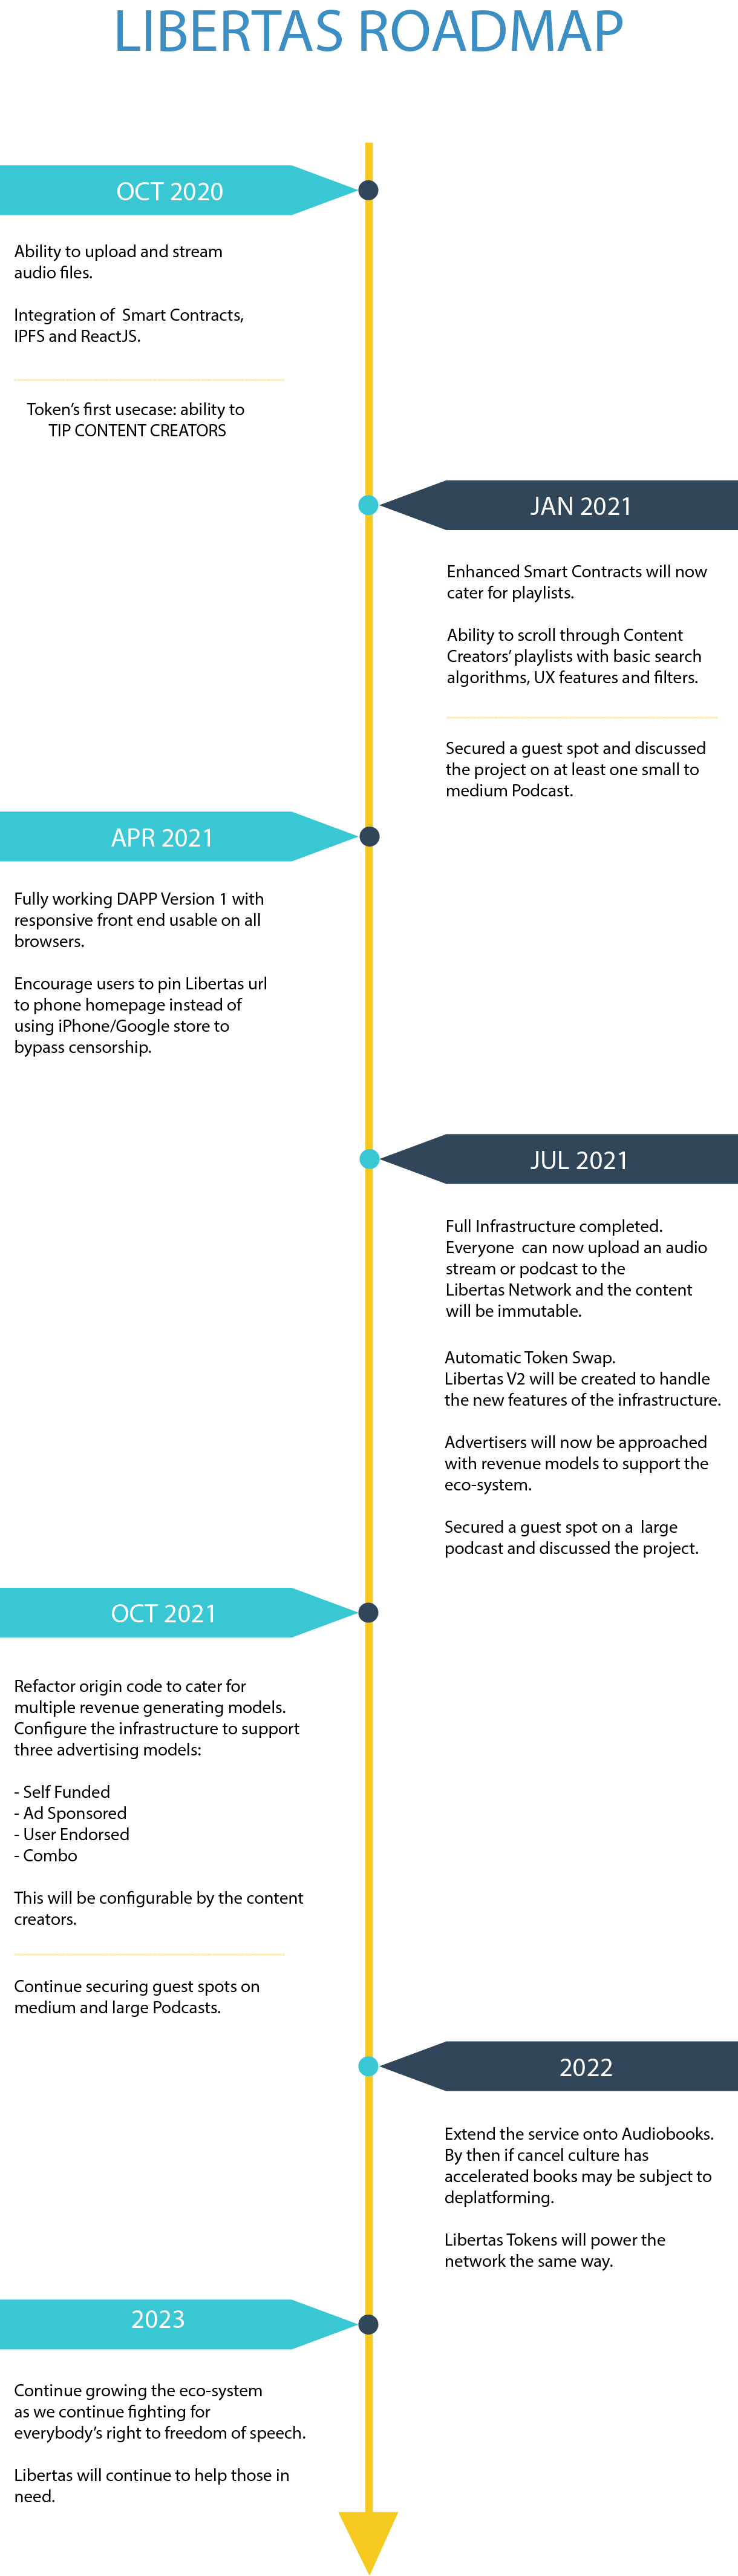 LIBERTAS ROADMAP
OCT 2020
Ability to upload and stream
audio files.
Integration of Smart Contracts,
IPFS and ReactJS.
Token's first usecase: ability to
TIP CONTENT CREATORS
JAN 2021
Enhanced Smart Contracts will now
cater for playlists.
Ability to scroll through Content
Creators' playlists with basic search
algorithms, UX features and filters.
Secured a guest spot and discussed
the project on at least one small to
medium Podcast.
APR 2021
Fully working DAPP Version 1 with
responsive front end usable on all
browsers.
Encourage users to pin Libertas url
to phone homepage instead of
using iPhone/Google store to
bypass censorship.
JUL 2021
Full Infrastructure completed.
Everyone can now upload an audio
stream or podcast to the
Libertas Network and the content
will be immutable.
Automatic Token Swap.
Libertas V2 will be created to handle
the new features of the infrastructure.
Advertisers will now be approached
with revenue models to support the
eco-system.
Secured a guest spot on a large
podcast and discussed the project.
OCT 2021
Refactor origin code to cater for
multiple revenue generating models.
Configure the infrastructure to support
three advertising models:
- Self Funded
- Ad Sponsored
- User Endorsed
- Combo
This will be configurable by the content
creators.
Continue securing guest spots on
medium and large Podcasts.
2022
Extend the service onto Audiobooks.
By then if cancel culture has
accelerated books may be subject to
deplatforming.
Libertas Tokens will power the
network the same way.
2023
Continue growing the eco-system
as we continue fighting for
everybody's right to freedom of speech.
Libertas will continue to help those in
need.